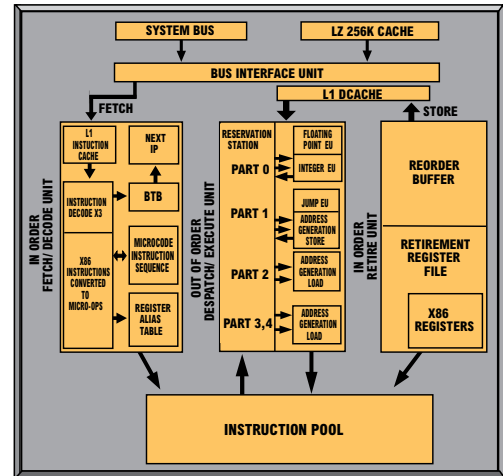 SYSTEM BUS
LZ 256K CACHE
BUS INTERFACE UNIT
L1 DCACHE
FETCH
STORE
IN ORDER
FETCH/ DECODE UNIT
L1
INSTUCTION
CACHE
NEXT
IP
INSTRUCTION
DECODE X3
BTB
X86
INSTRUCTIONS
CONVERTED
TO
MICRO-OPS
MICROCODE
INSTRUCTION
SEQUENCE
REGISTER
ALIAS
TABLE
OUT OF ORDER
DESPATCH/ EXECUTE UNIT
RESERVATION
STATION
FLOATING
POINT EU
PART 0
INTEGER EU
PART 1
JUMP EU
ADDRESS
GENERATION
STORE
PART 2
ADDRESS
GENERATION
LOAD
PART 3,4
ADDRESS
GENERATION
LOAD
IN ORDER
RETIRE UNIT
REORDER
BUFFER
RETIREMENT
REGISTER
FILE
X86
REGISTERS
INSTRUCTION POOL